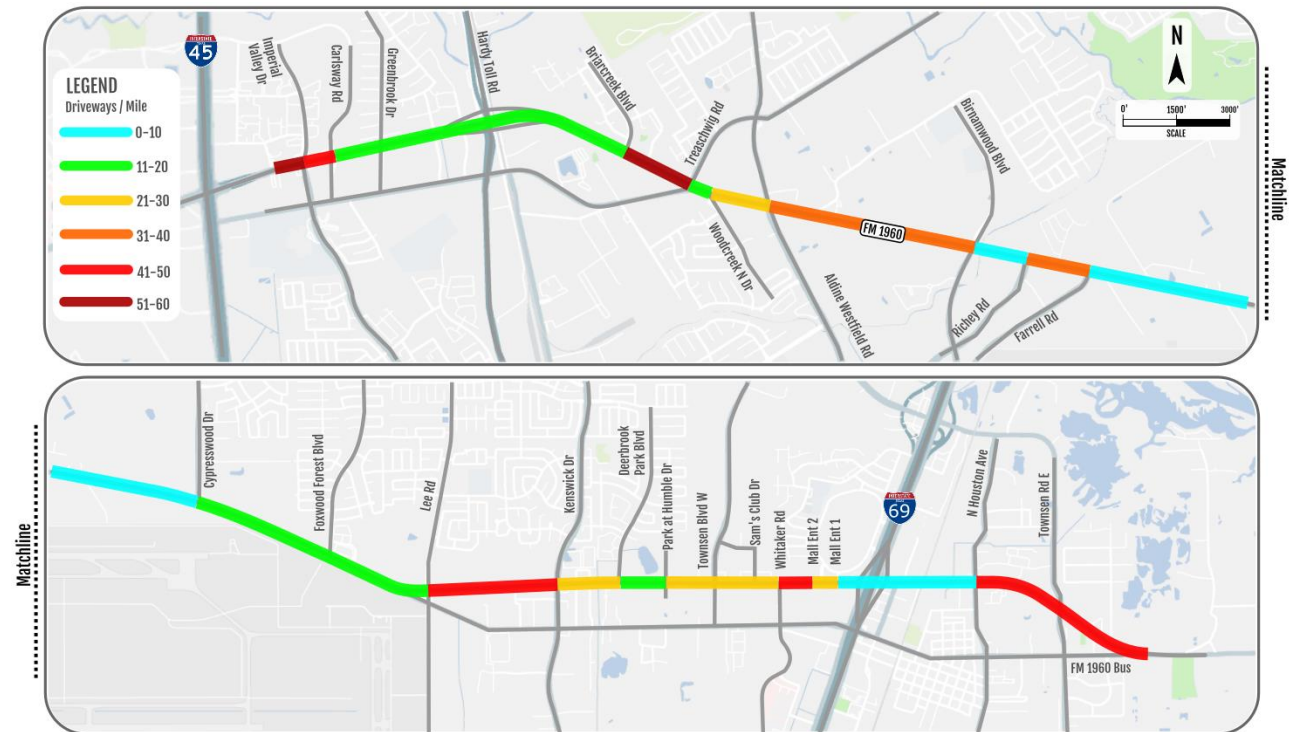 INTERSTATE
45
Imperial
Valley Dr
Carlsway Rd
Greenbrook Dr
Hardy Toll Rd
Briarcreek Blvd
Treaschwig Rd
Birnamwood Blvd
N
0'
1500'
3000'
SCALE
LEGEND
Driveways / Mile
0-10
11-20
21-30
31-40
41-50
51-60
FM 1960
Woodcreek N Dr
Aldine Westfield Rd
Richey Rd
Farrell Rd
Matchline
Matchline
Cypresswood Dr
Foxwood Forest Blvd
Lee Rd
Kenswick Dr
Deerbrook
Park Blvd
Park at Humble Dr
Townsen Blvd W
Sam's Club Dr
Whitaker Rd
Mall Ent 2
Mall Ent 1
INTERSTATE
69
N Houston Ave
Townsen Rd E
FM 1960 Bus